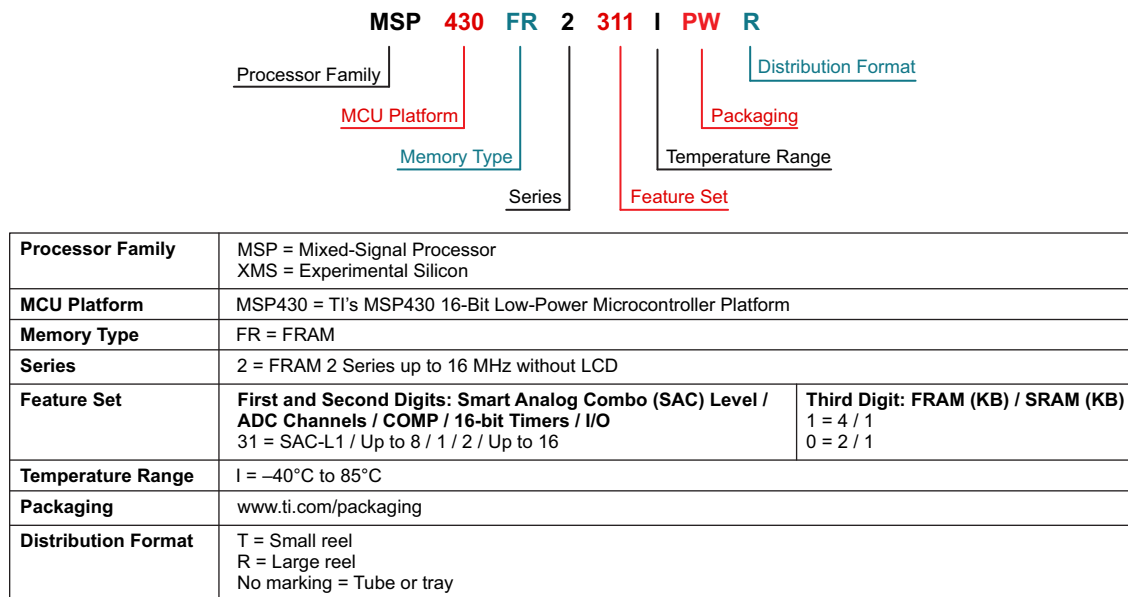 MSP 430 FR 2 311 I PW R
Processor Family
Distribution Format
MCU Platform
Packaging
Memory Type
Temperature Range
Series
Feature Set
Processor Family
MSP = Mixed-Signal Processor
XMS = Experimental Silicon
MCU Platform
MSP430 = TI's MSP430 16-Bit Low-Power Microcontroller Platform
Memory Type
FR = FRAM
Series
2 = FRAM 2 Series up to 16 MHz without LCD
Feature Set
First and Second Digits: Smart Analog Combo (SAC) Level /
ADC Channels / COMP / 16-bit Timers / I/O
31 = SAC-L1 / Up to 8 / 1 / 2 / Up to 16
Third Digit: FRAM (KB) / SRAM (KB)
1 = 4 / 1
0 = 2 / 1
Temperature Range
I = –40°C to 85°C
Packaging
www.ti.com/packaging
Distribution Format
T = Small reel
R = Large reel
No marking = Tube or tray